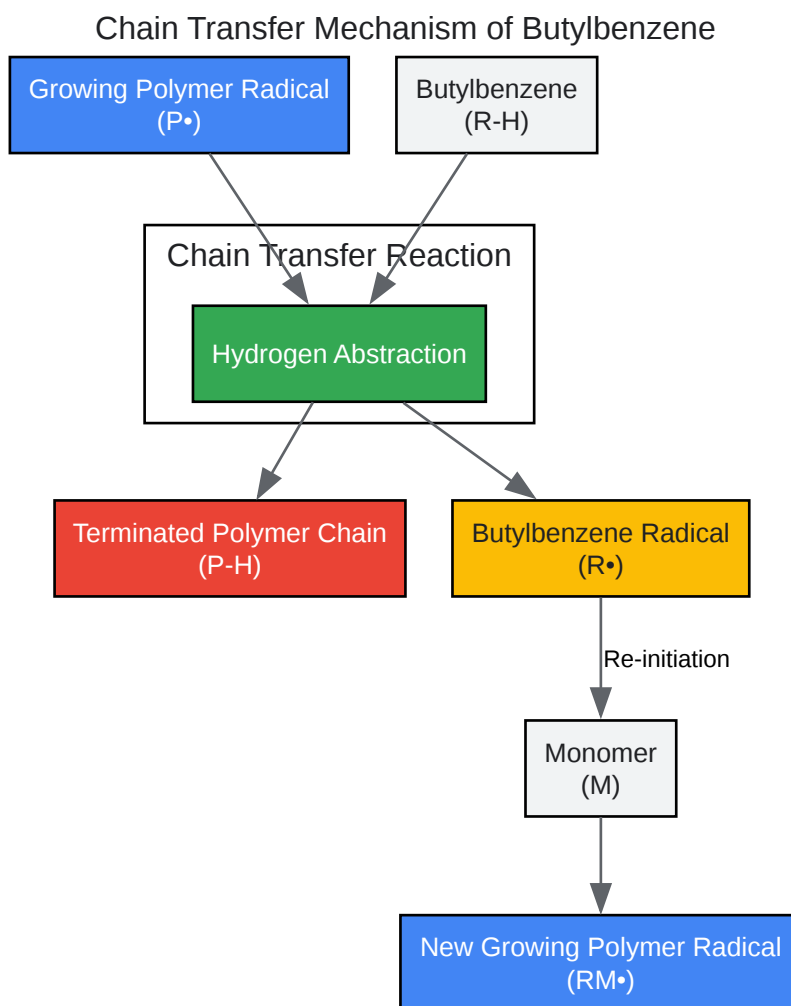 Chain Transfer Mechanism of Butylbenzene
Growing Polymer Radical
(P•)
Butylbenzene
(R-H)
Chain Transfer Reaction
Hydrogen Abstraction
Terminated Polymer Chain
(P-H)
Butylbenzene Radical
(R•)
Re-initiation
Monomer
(M)
New Growing Polymer Radical
(RM•)